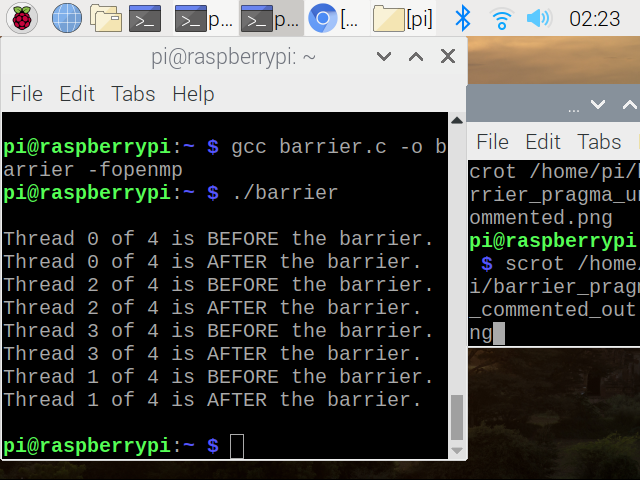 p... p... [... [pi] 02:23
pi@raspberrypi: ~
File Edit Tabs Help
pi@raspberrypi:~ $ gcc barrier.c -o b
arrier -fopenmp
pi@raspberrypi:~ $ ./barrier
Thread 0 of 4 is BEFORE the barrier.
Thread 0 of 4 is AFTER the barrier.
Thread 2 of 4 is BEFORE the barrier.
Thread 2 of 4 is AFTER the barrier.
Thread 3 of 4 is BEFORE the barrier.
Thread 3 of 4 is AFTER the barrier.
Thread 1 of 4 is BEFORE the barrier.
Thread 1 of 4 is AFTER the barrier.
pi@raspberrypi:~ $
...
File Edit Tabs
crot /home/pi/
rrier_pragma_un
ommented.png
pi@raspberrypi
$ scrot /home/
i/barrier_pragm
_commented_out
ng